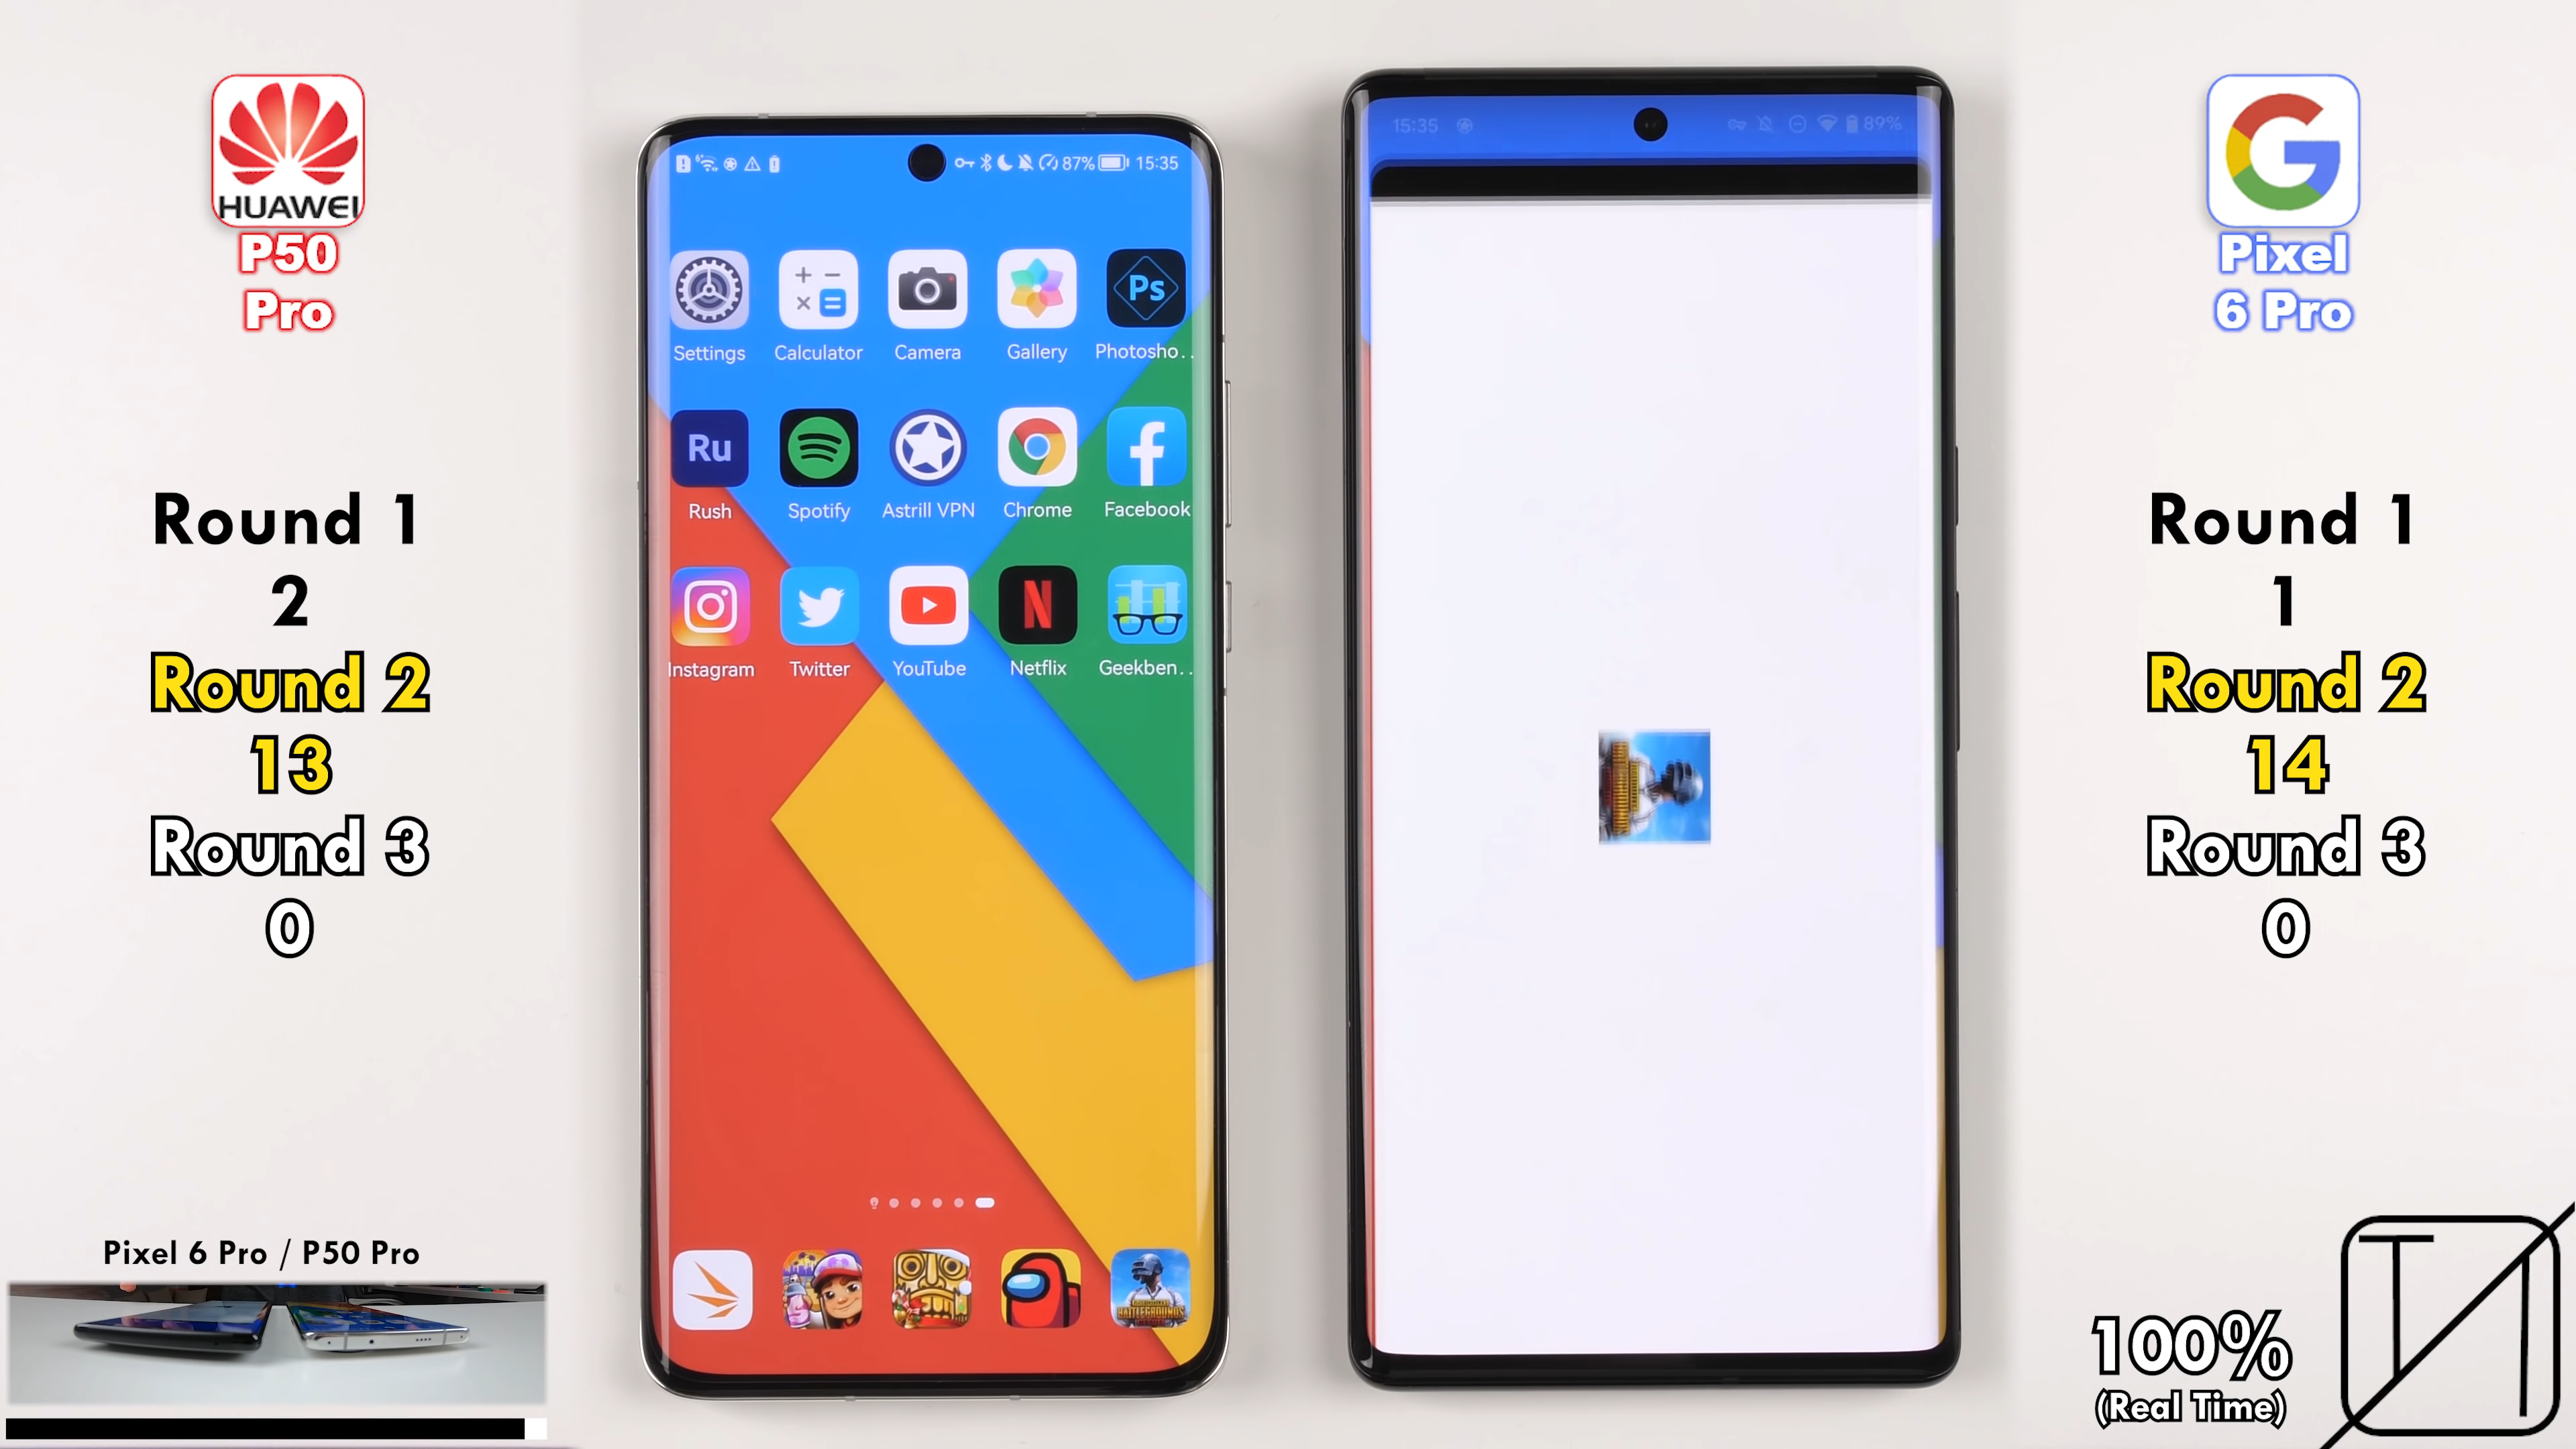 HUAWEI
P50
Pro
Round 1
2
Round 2
13
Round 3
0
Pixel 6 Pro / P50 Pro
87% 15:35
Settings Calculator Camera Gallery Photosho..
Ps
Ru
Rush Spotify Astrill VPN Chrome Facebook
N
Instagram Twitter YouTube Netflix Geekben..
BATTLEGROUNDS
15:35 89%
G
Pixel
6 Pro
Round 1
1
Round 2
14
Round 3
0
100%
(Real Time)